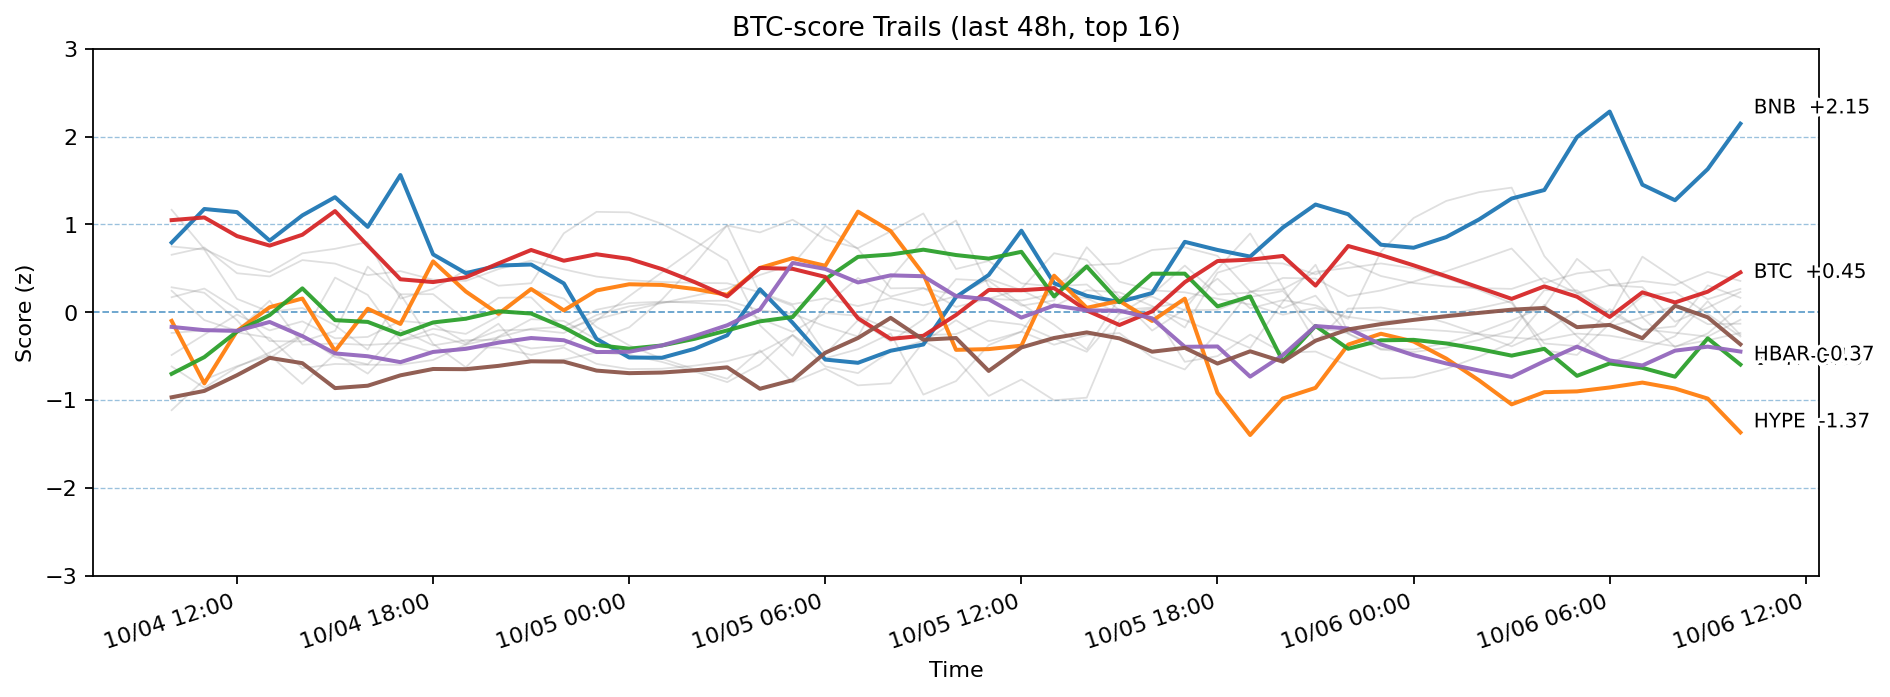 BTC-score Trails (last 48h, top 16)
3
2
1
0
−1
−2
−3
Score (z)
BNB +2.15
BTC +0.45
HBAR -0.37
HYPE -1.37
10/04 12:00
10/04 18:00
10/05 00:00
10/05 06:00
10/05 12:00
10/05 18:00
10/06 00:00
10/06 06:00
10/06 12:00
Time